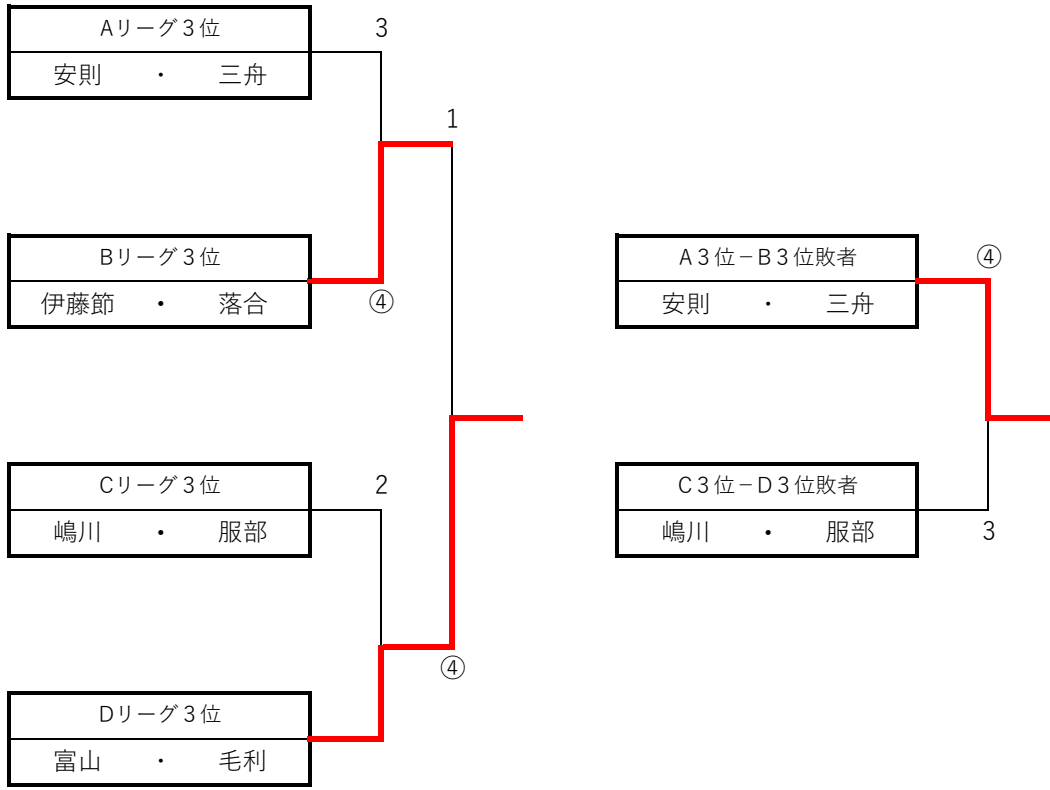 Aリーグ3位
3
安則 ・ 三舟
1
Bリーグ3位
伊藤節 ・ 落合
④
Cリーグ3位
2
嶋川 ・ 服部
④
Dリーグ3位
富山 ・ 毛利
A3位－B3位敗者
④
安則 ・ 三舟
C3位－D3位敗者
嶋川 ・ 服部
3